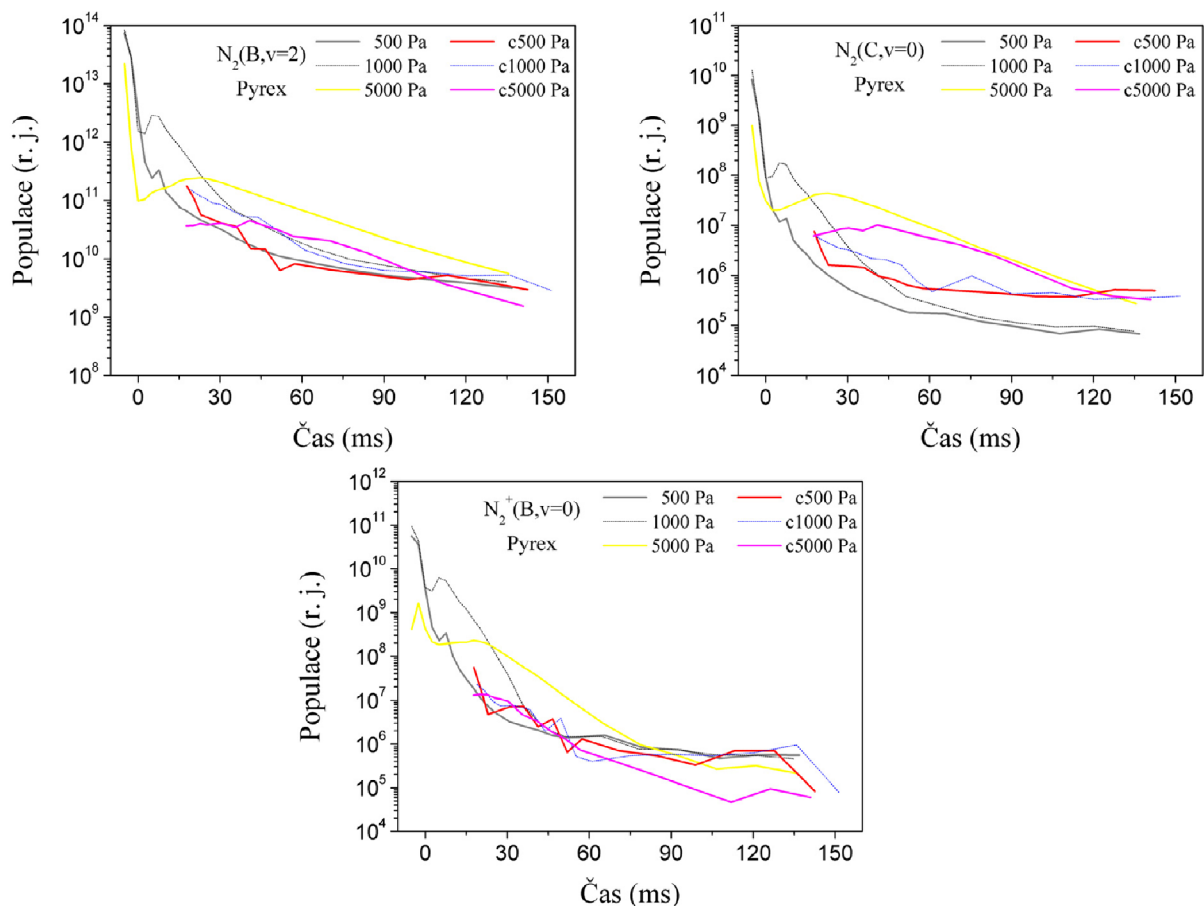 10^14
10^13
10^12
10^11
10^10
10^9
10^8
Populace (r. j.)
N2(B,v=2)
Pyrex
500 Pa
1000 Pa
5000 Pa
c500 Pa
c1000 Pa
c5000 Pa
0 30 60 90 120 150
Čas (ms)
10^11
10^10
10^9
10^8
10^7
10^6
10^5
10^4
Populace (r. j.)
N2(C,v=0)
Pyrex
500 Pa
1000 Pa
5000 Pa
c500 Pa
c1000 Pa
c5000 Pa
0 30 60 90 120 150
Čas (ms)
10^12
10^11
10^10
10^9
10^8
10^7
10^6
10^5
10^4
Populace (r. j.)
N2^+(B,v=0)
Pyrex
500 Pa
1000 Pa
5000 Pa
c500 Pa
c1000 Pa
c5000 Pa
0 30 60 90 120 150
Čas (ms)